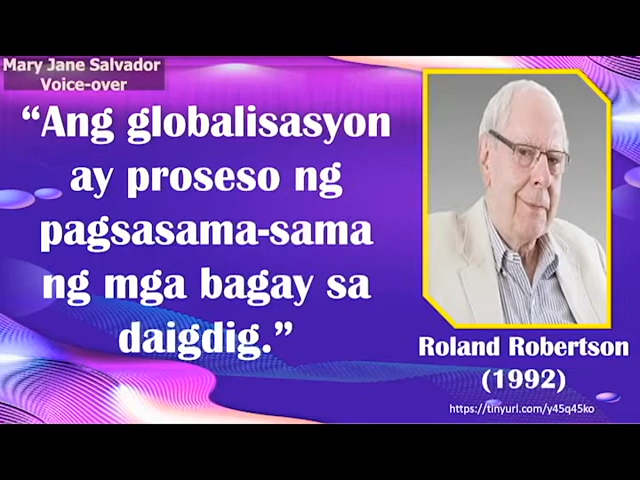 Mary Jane Salvador
Voice-over
“Ang globalisasyon
ay proseso ng
pagsasama-sama
ng mga bagay sa
daigdig.”
Roland Robertson
(1992)
https://tinyurl.com/y45q45ko